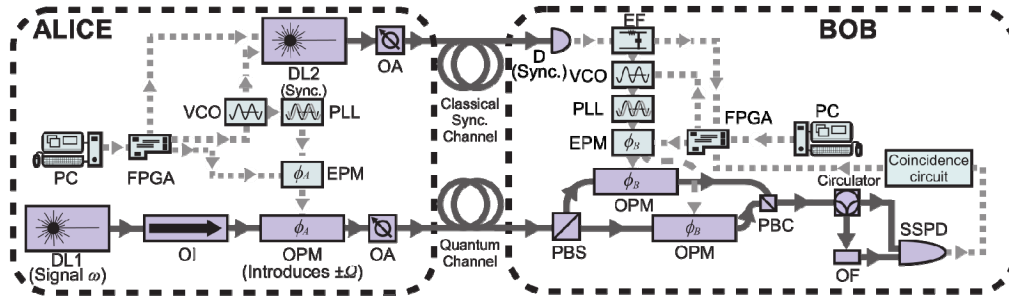 ALICE
DL2
(Sync.)
OA
VCO
PLL
PC
FPGA
ϕA
EPM
DL1
(Signal ω)
OI
ϕA
OPM
(Introduces ±Ω)
OA
Classical
Sync.
Channel
Quantum
Channel
BOB
D
(Sync.)
EF
VCO
PLL
EPM
ϕB
FPGA
PC
ϕB
OPM
PBS
ϕB
OPM
PBC
Circulator
Coincidence
circuit
SSPD
OF